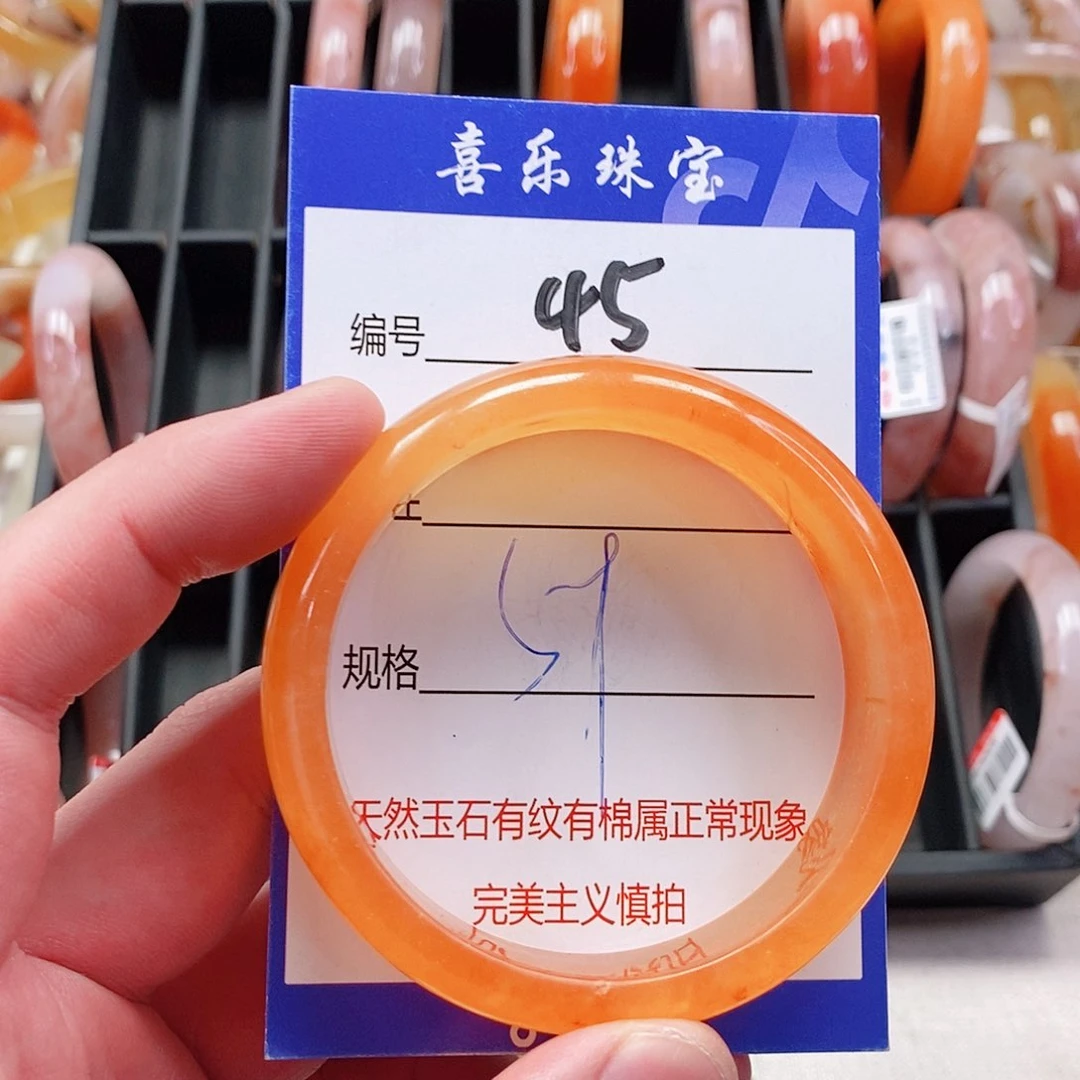 喜乐珠宝
编号 45
规格 59
天然玉石有纹有棉属正常现象
完美主义慎拍